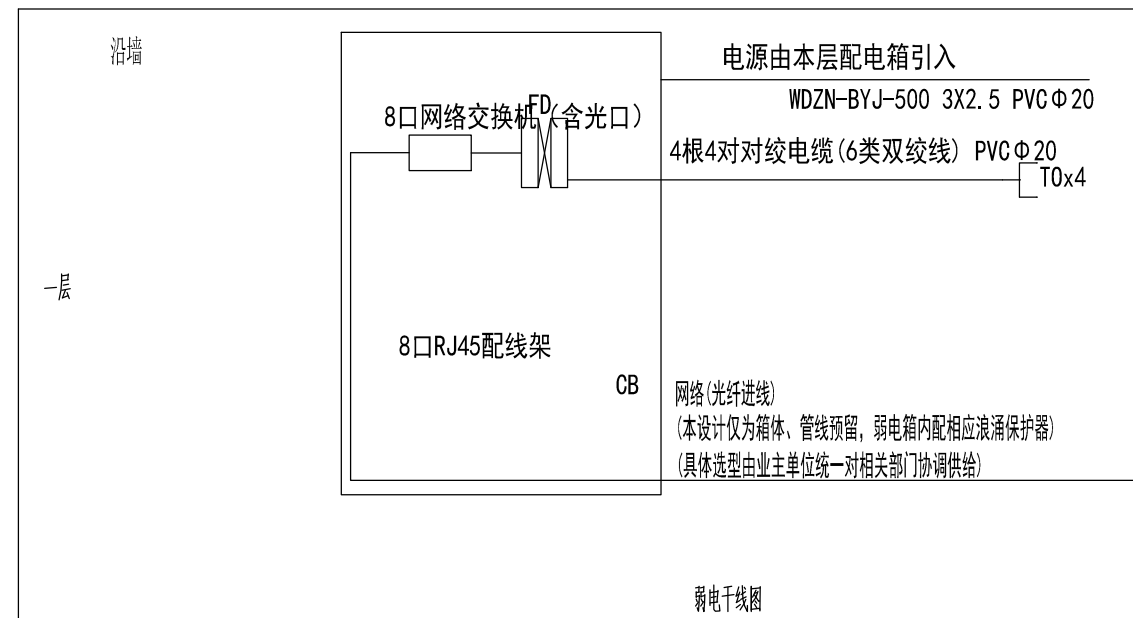 沿墙
电源由本层配电箱引入
WDZN-BYJ-500 3X2.5 PVCΦ20
FD
8口网络交换机(含光口)
4根4对对绞电缆(6类双绞线) PVCΦ20
TOx4
一层
8口RJ45配线架
CB
网络(光纤进线)
(本设计仅为箱体、管线预留, 弱电箱内配相应浪涌保护器)
(具体选型由业主单位统一对相关部门协调供给)
弱电干线图